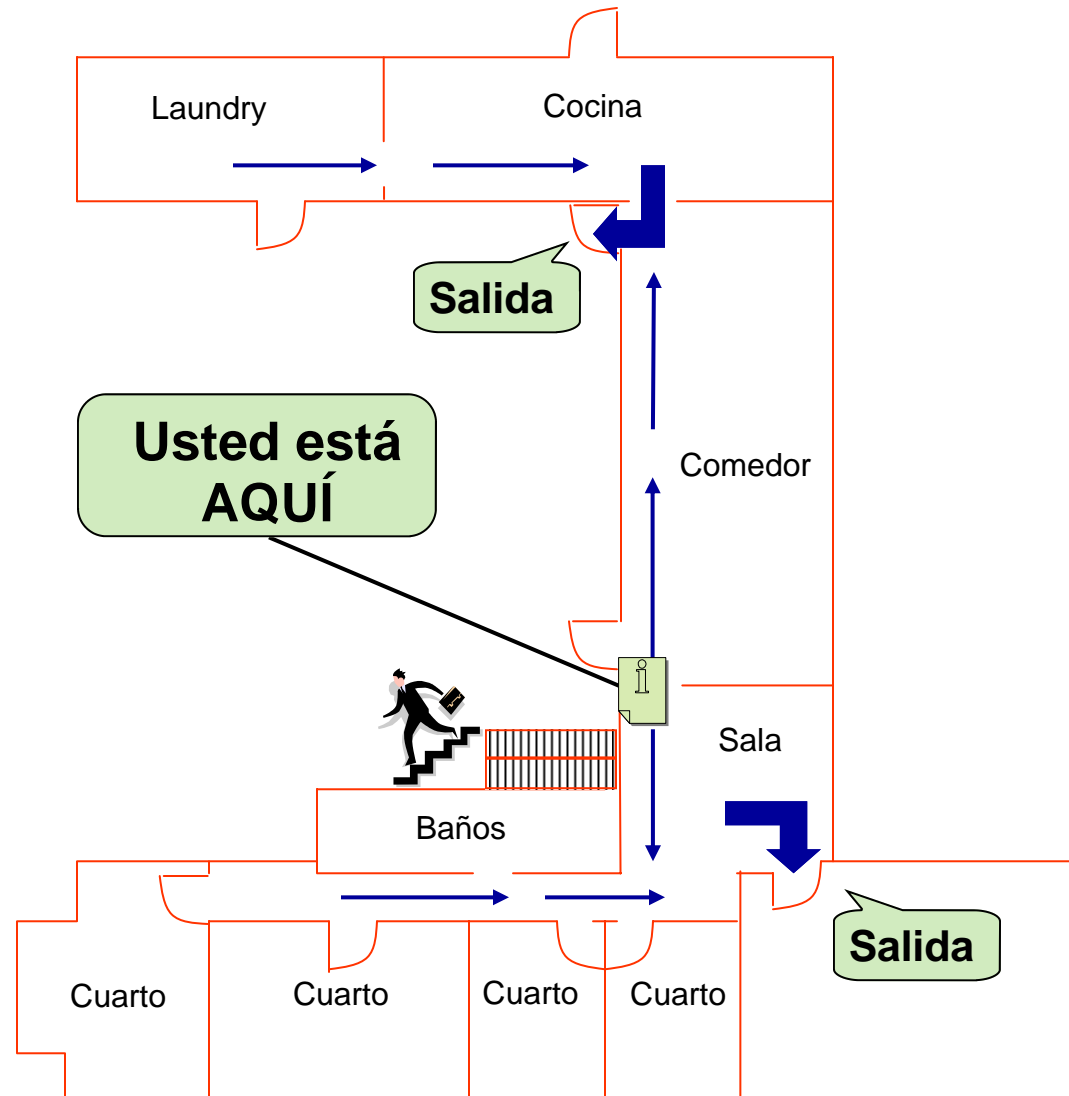 Laundry
Cocina
Salida
Usted está
AQUÍ
Comedor
i
Sala
Baños
Salida
Cuarto
Cuarto
Cuarto
Cuarto